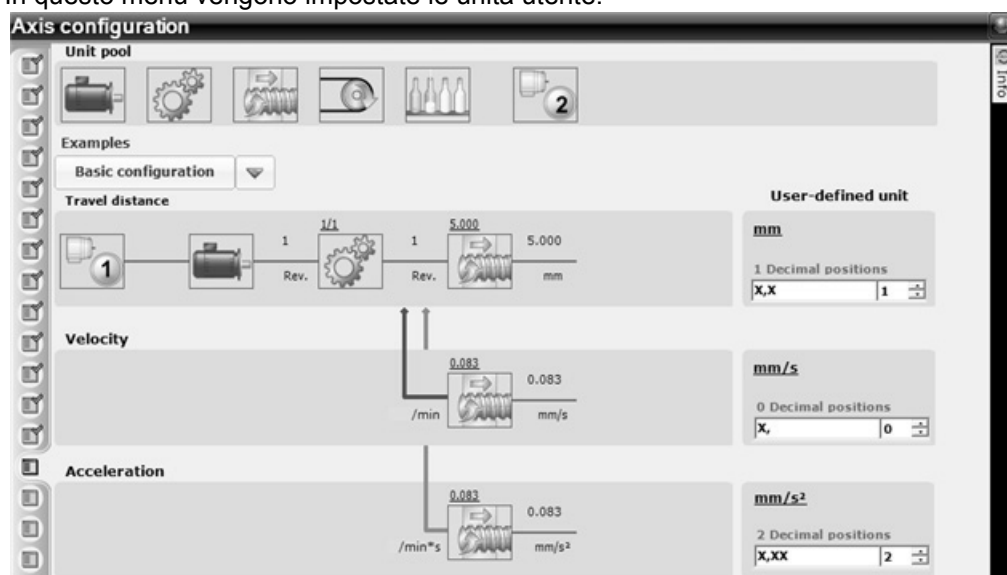 In questo menu vengono impostate le unità utente.
Axis configuration
Info
Unit pool
2
Examples
Basic configuration
Travel distance
User-defined unit
1
1
Rev.
1/1
1
Rev.
5.000
5.000
mm
mm
1 Decimal positions
X,X 1
Velocity
0.083
/min
0.083
mm/s
mm/s
0 Decimal positions
X, 0
Acceleration
0.083
/min*s
0.083
mm/s²
mm/s²
2 Decimal positions
X,XX 2